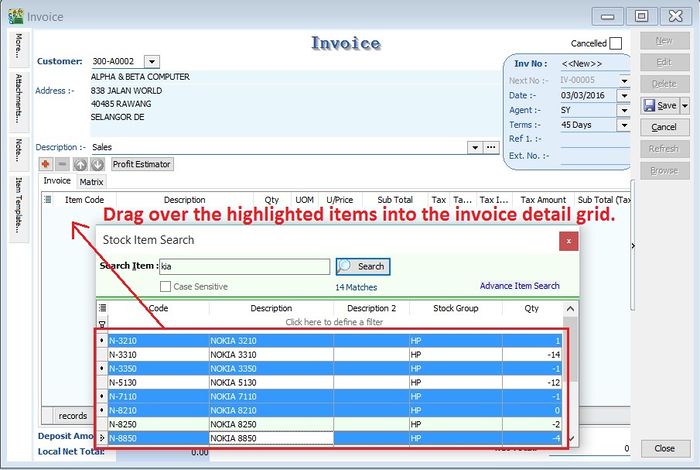 Invoice
Invoice
Cancelled
More...
Attachments...
Note...
Item Template...
Customer:
300-A0002
ALPHA & BETA COMPUTER
Address :-
838 JALAN WORLD
40485 RAWANG
SELANGOR DE
Inv No :
<<New>>
Next No :-
IV-00005
Date :-
03/03/2016
Agent :
SY
Terms :
45 Days
Ref 1. :
Ext. No. :
New
Edit
Delete
Save
Cancel
Refresh
Browse
Description :-
Sales
Profit Estimator
Invoice
Matrix
Item Code Description Qty UOM U/Price Sub Total Tax Ta... Tax I... Tax Amount Sub Total (Tax
Drag over the highlighted items into the invoice detail grid.
Stock Item Search
x
Search Item :
kia
Search
Case Sensitive
14 Matches
Advance Item Search
Code Description Description 2 Stock Group Qty
Click here to define a filter
N-3210 NOKIA 3210 HP 1
N-3310 NOKIA 3310 HP -14
N-3350 NOKIA 3350 HP -1
N-5130 NOKIA 5130 HP -12
N-7110 NOKIA 7110 HP -1
N-8210 NOKIA 8210 HP 0
N-8250 NOKIA 8250 HP -2
N-8850 NOKIA 8850 HP -4
records
Deposit Amo
Local Net Total:
0.00
Close